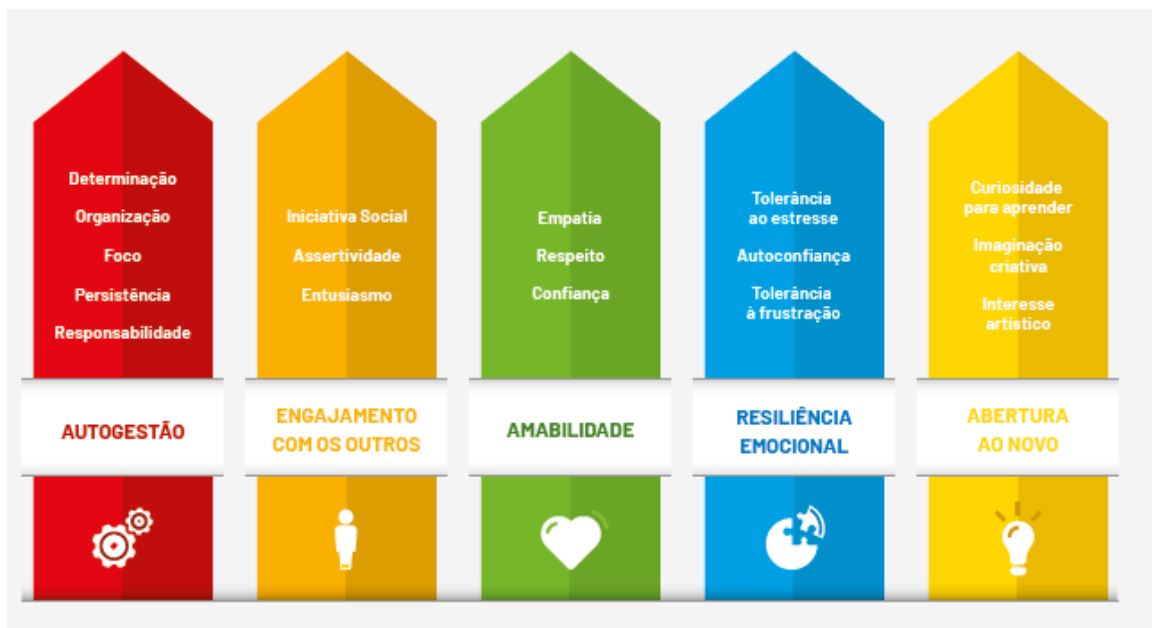 Determinação
Organização
Foco
Persistência
Responsabilidade
AUTOGESTÃO
Iniciativa Social
Assertividade
Entusiasmo
ENGAJAMENTO
COM OS OUTROS
Empatia
Respeito
Confiança
AMABILIDADE
Tolerância
ao estresse
Autoconfiança
Tolerância
à frustração
RESILIÊNCIA
EMOCIONAL
Curiosidade
para aprender
Imaginação
criativa
Interesse
artístico
ABERTURA
AO NOVO